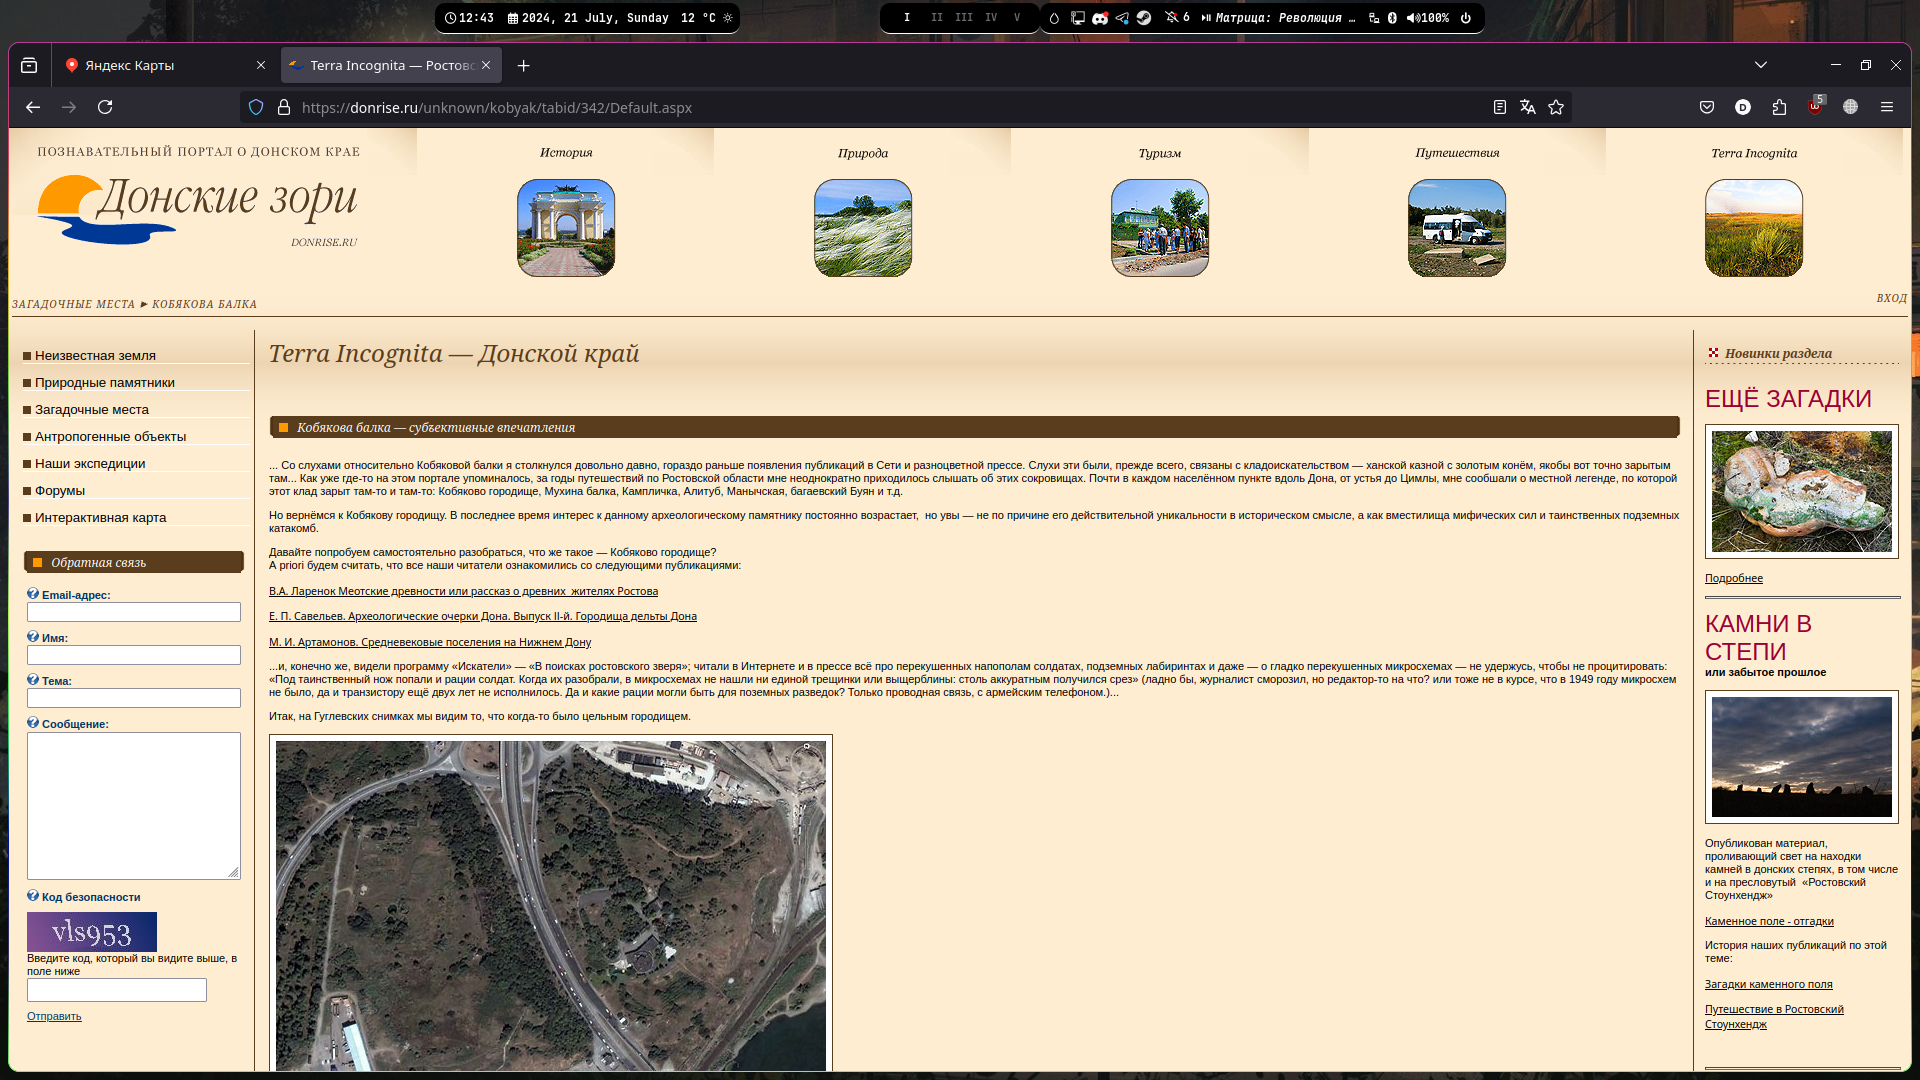 12:43 2024, 21 July, Sunday 12 °C
I II III IV V
6 Матрица: Революция … 100%
Яндекс Карты
Terra Incognita — Ростовс
https://donrise.ru/unknown/kobyak/tabid/342/Default.aspx
5
ПОЗНАВАТЕЛЬНЫЙ ПОРТАЛ О ДОНСКОМ КРАЕ
Донские зори
DONRISE.RU
История
Природа
Туризм
Путешествия
Terra Incognita
ЗАГАДОЧНЫЕ МЕСТА ► КОБЯКОВА БАЛКА
ВХОД
Неизвестная земля
Природные памятники
Загадочные места
Антропогенные объекты
Наши экспедиции
Форумы
Интерактивная карта
Обратная связь
Email-адрес:
Имя:
Тема:
Сообщение:
Код безопасности
vls953
Введите код, который вы видите выше, в
поле ниже
Отправить
Terra Incognita — Донской край
Кобякова балка — субъективные впечатления
... Со слухами относительно Кобяковой балки я столкнулся довольно давно, гораздо раньше появления публикаций в Сети и разноцветной прессе. Слухи эти были, прежде всего, связаны с кладоискательством — ханской казной с золотым конём, якобы вот точно зарытым
там... Как уже где-то на этом портале упоминалось, за годы путешествий по Ростовской области мне неоднократно приходилось слышать об этих сокровищах. Почти в каждом населённом пункте вдоль Дона, от устья до Цимлы, мне сообщали о местной легенде, по которой
этот клад зарыт там-то и там-то: Кобяково городище, Мухина балка, Кампличка, Алитуб, Манычская, багаевский Буян и т.д.
Но вернёмся к Кобякову городищу. В последнее время интерес к данному археологическому памятнику постоянно возрастает, но увы — не по причине его действительной уникальности в историческом смысле, а как вместилища мифических сил и таинственных подземных
катакомб.
Давайте попробуем самостоятельно разобраться, что же такое — Кобяково городище?
A priori будем считать, что все наши читатели ознакомились со следующими публикациями:
В.А. Ларенок Меотские древности или рассказ о древних жителях Ростова
Е. П. Савельев. Археологические очерки Дона. Выпуск II-й. Городища дельты Дона
М. И. Артамонов. Средневековые поселения на Нижнем Дону
...и, конечно же, видели программу «Искатели» — «В поисках ростовского зверя»; читали в Интернете и в прессе всё про перекушенных напополам солдатах, подземных лабиринтах и даже — о гладко перекушенных микросхемах — не удержусь, чтобы не процитировать:
«Под таинственный нож попали и рации солдат. Когда их разобрали, в микросхемах не нашли ни единой трещинки или выщерблины: столь аккуратным получился срез» (ладно бы, журналист сморозил, но редактор-то на что? или тоже не в курсе, что в 1949 году микросхем
не было, да и транзистору ещё двух лет не исполнилось. Да и какие рации могли быть для поземных разведок? Только проводная связь, с армейским телефоном.)...
Итак, на Гуглевских снимках мы видим то, что когда-то было цельным городищем.
Новинки раздела
ЕЩЁ ЗАГАДКИ
Подробнее
КАМНИ В
СТЕПИ
или забытое прошлое
Опубликован материал,
проливающий свет на находки
камней в донских степях, в том числе
и на пресловутый «Ростовский
Стоунхендж»
Каменное поле - отгадки
История наших публикаций по этой
теме:
Загадки каменного поля
Путешествие в Ростовский
Стоунхендж